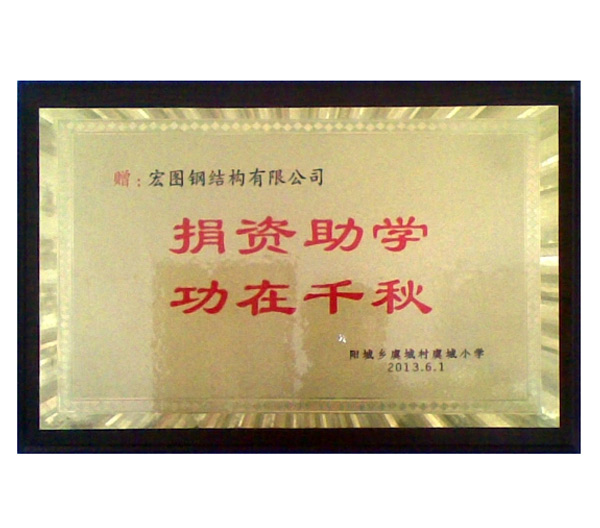 赠：宏图钢结构有限公司
捐资助学
功在千秋
阳城乡虞城村虞城小学
2013.6.1